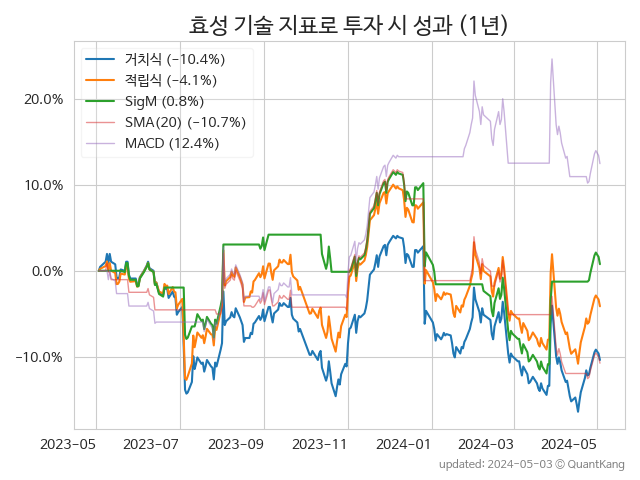 효성 기술 지표로 투자 시 성과 (1년)
거치식 (−10.4%)
적립식 (−4.1%)
SigM (0.8%)
SMA(20) (−10.7%)
MACD (12.4%)
20.0%
10.0%
0.0%
−10.0%
2023-05 2023-07 2023-09 2023-11 2024-01 2024-03 2024-05
updated: 2024-05-03 © QuantKang